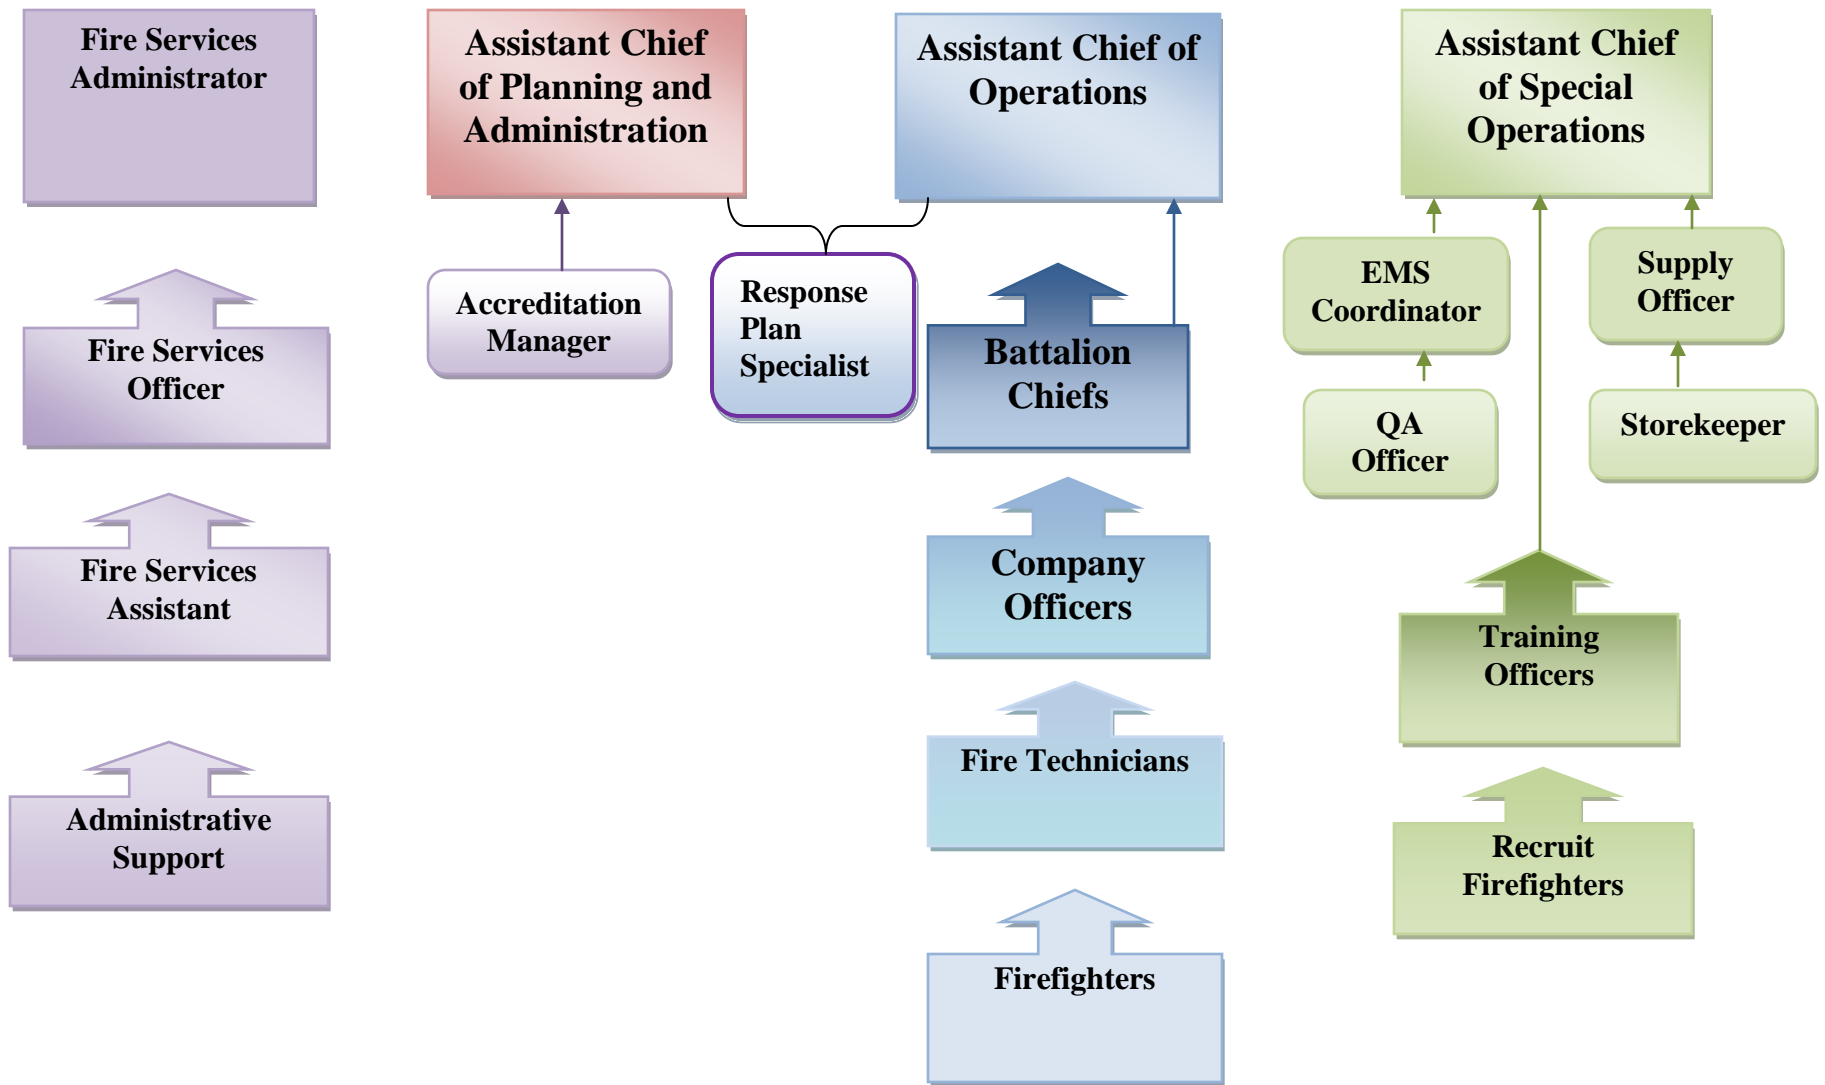 Fire Services
Administrator
Assistant Chief
of Planning and
Administration
Assistant Chief of
Operations
Assistant Chief
of Special
Operations
Fire Services
Officer
Accreditation
Manager
Response
Plan
Specialist
Battalion
Chiefs
EMS
Coordinator
Supply
Officer
QA
Officer
Storekeeper
Fire Services
Assistant
Company
Officers
Training
Officers
Administrative
Support
Fire Technicians
Recruit
Firefighters
Firefighters